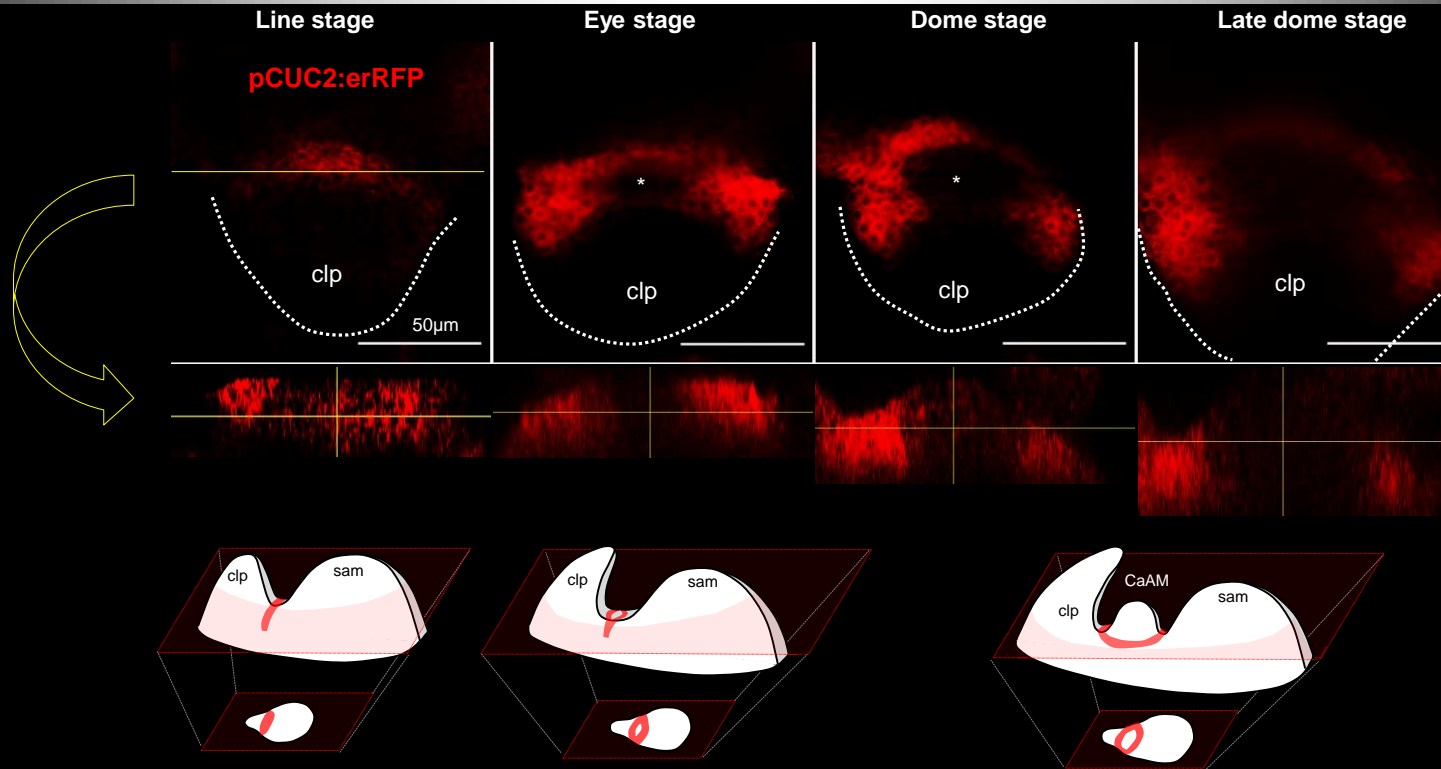 Line stage
Eye stage
Dome stage
Late dome stage
pCUC2:erRFP
*
*
clp
clp
clp
clp
50µm
clp
sam
clp
sam
CaAM
clp
sam